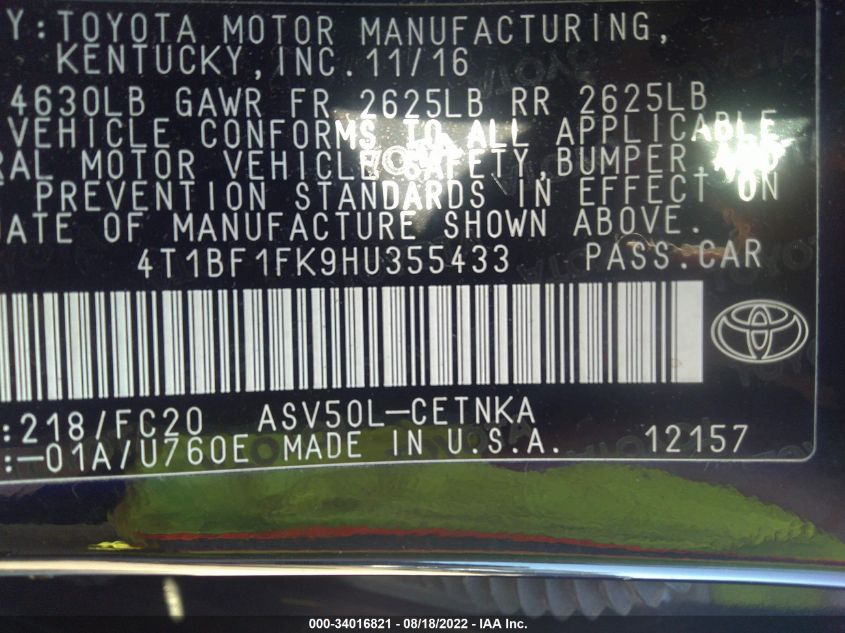 Y:TOYOTA MOTOR MANUFACTURING,
KENTUCKY, INC. 11/16
4630LB GAWR FR 2625LB RR 2625LB
VEHICLE CONFORMS TO ALL APPLICABLE
RAL MOTOR VEHICLE SAFETY, BUMPER, AND
PREVENTION STANDARDS IN EFFECT ON
DATE OF MANUFACTURE SHOWN ABOVE.
4T1BF1FK9HU355433 PASS.CAR
:218/FC20 ASV50L-CETNKA
:-01A/U760E MADE IN U.S.A. 12157
000-34016821 - 08/18/2022 - IAA Inc.